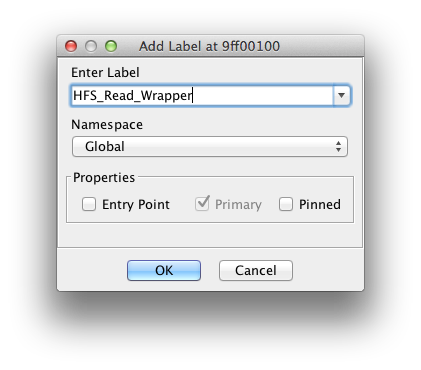 Add Label at 9ff00100
Enter Label
HFS_Read_Wrapper
Namespace
Global
Properties
Entry Point Primary Pinned
OK Cancel